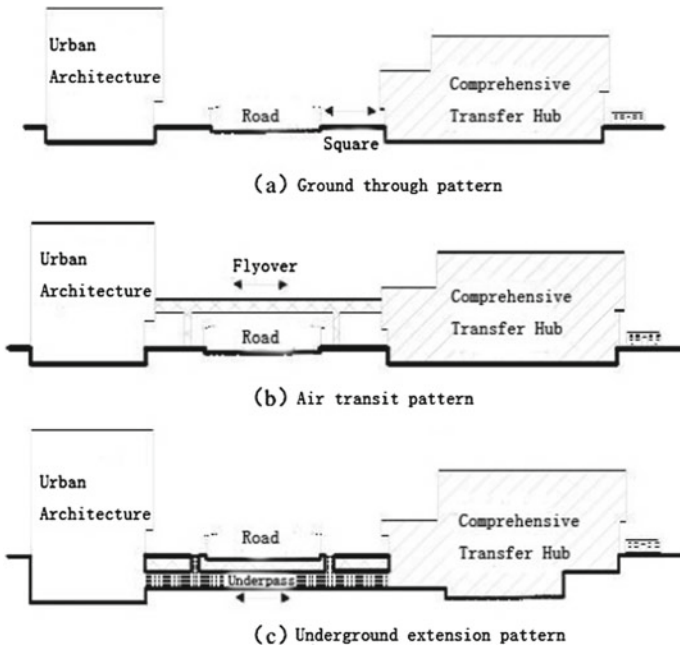 Urban
Architecture
Road
Square
Comprehensive
Transfer Hub
(a) Ground through pattern
Urban
Architecture
Flyover
Road
Comprehensive
Transfer Hub
(b) Air transit pattern
Urban
Architecture
Road
Underpass
Comprehensive
Transfer Hub
(c) Underground extension pattern